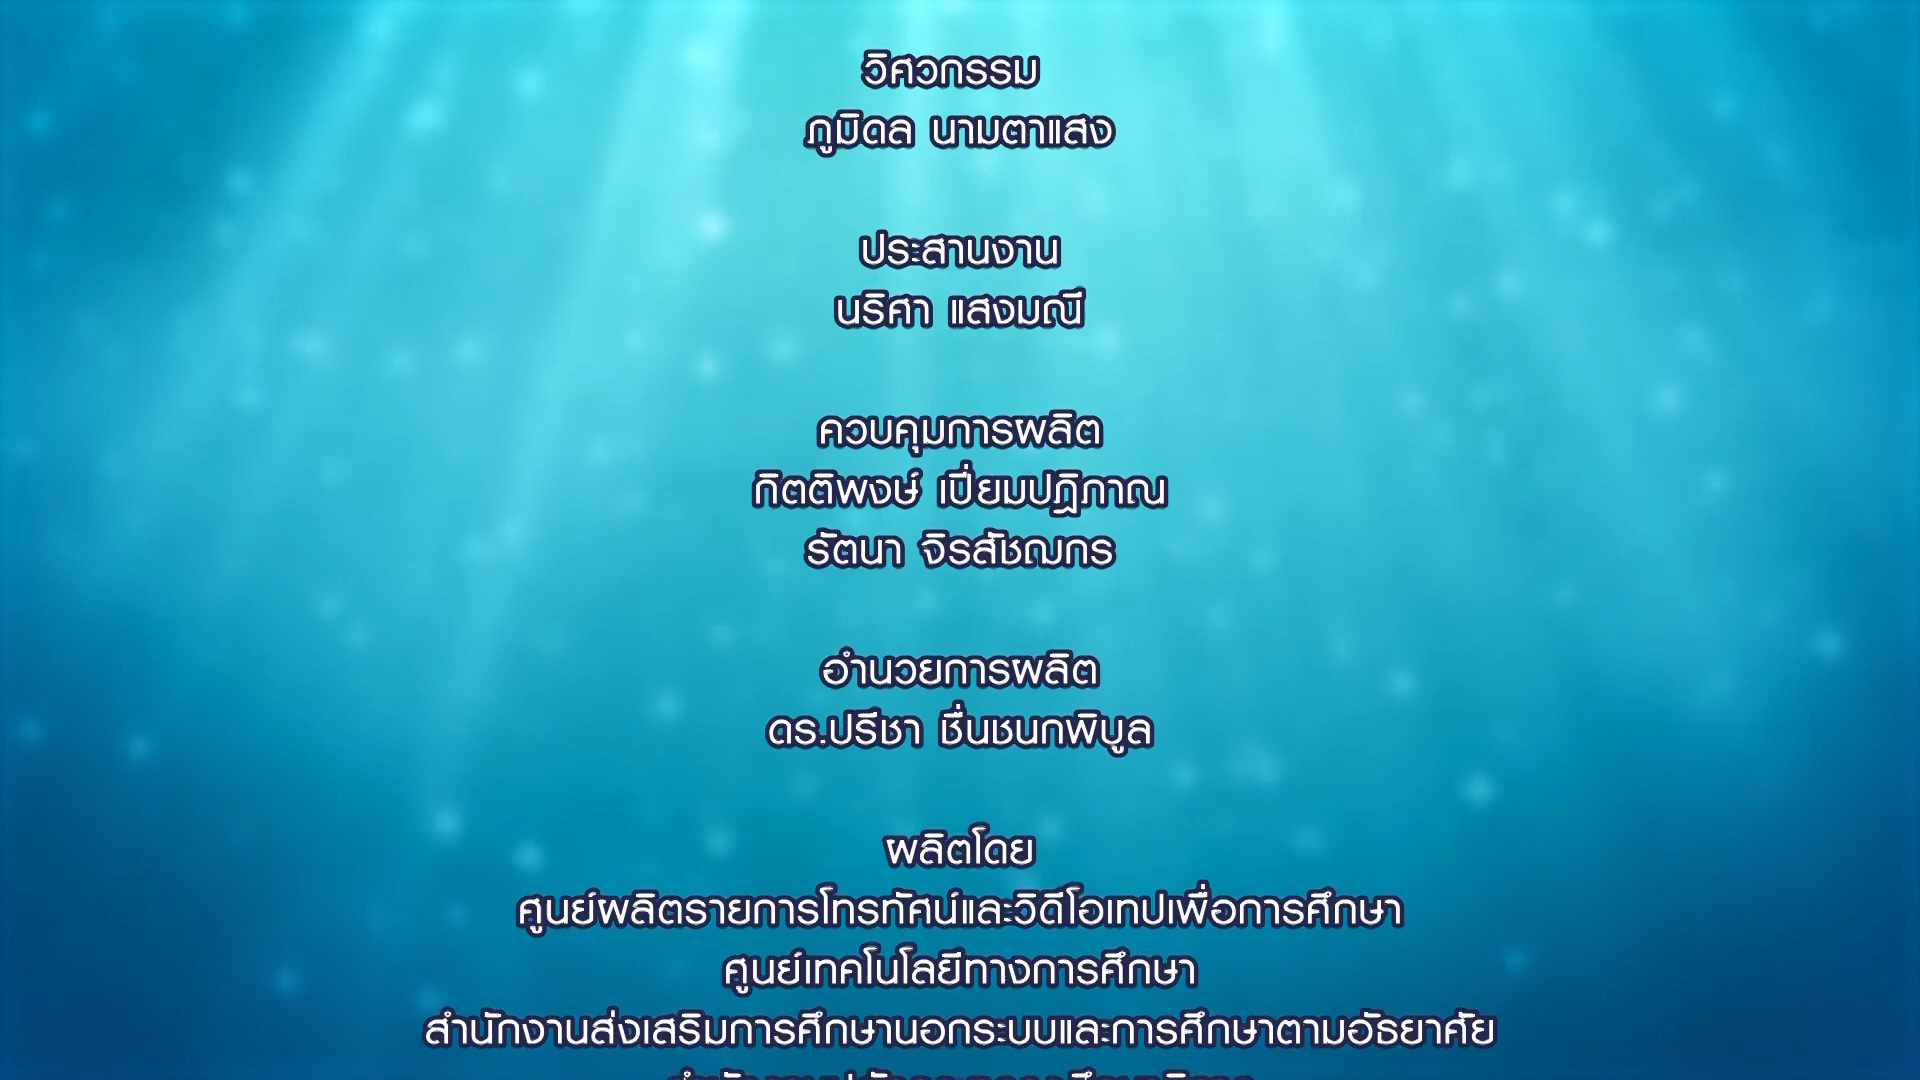 วิศวกรรม
ภูมิดล นามตาแสง
ประสานงาน
นริศา แสงมณี
ควบคุมการผลิต
กิตติพงษ์ เปี่ยมปฏิภาณ
รัตนา จิรสัชฌกร
อำนวยการผลิต
ดร.ปรีชา ชื่นชนกพิบูล
ผลิตโดย
ศูนย์ผลิตรายการโทรทัศน์และวิดีโอเทปเพื่อการศึกษา
ศูนย์เทคโนโลยีทางการศึกษา
สำนักงานส่งเสริมการศึกษานอกระบบและการศึกษาตามอัธยาศัย